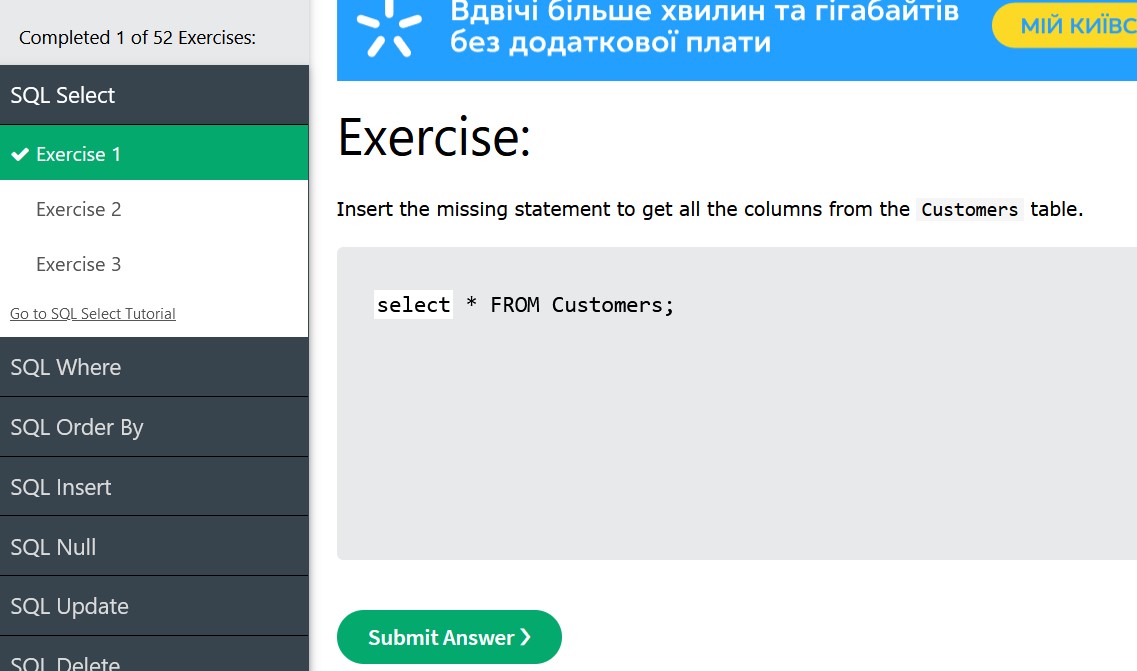 Completed 1 of 52 Exercises:
SQL Select
Exercise 1
Exercise 2
Exercise 3
Go to SQL Select Tutorial
SQL Where
SQL Order By
SQL Insert
SQL Null
SQL Update
SQL Delete
Вдвічі більше хвилин та гігабайтів
без додаткової плати
МІЙ КИЇВС
Exercise:
Insert the missing statement to get all the columns from the Customers table.
select * FROM Customers;
Submit Answer ❯